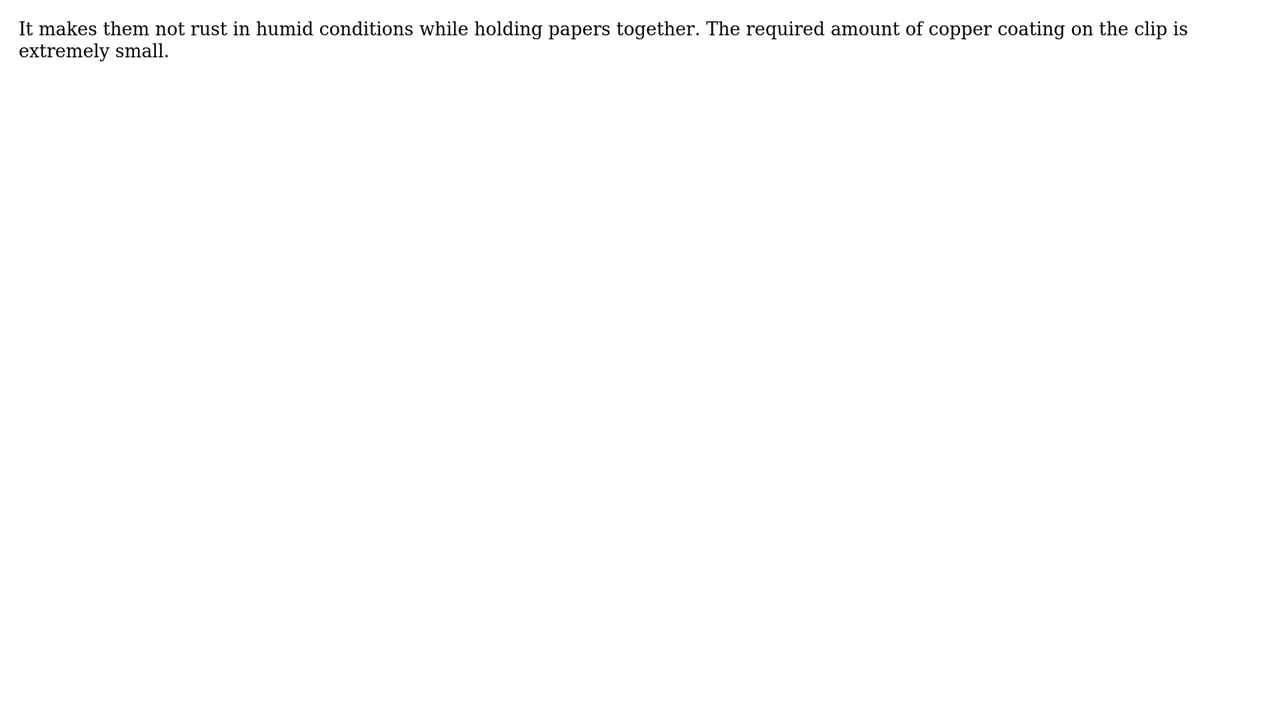 It makes them not rust in humid conditions while holding papers together. The required amount of copper coating on the clip is
extremely small.